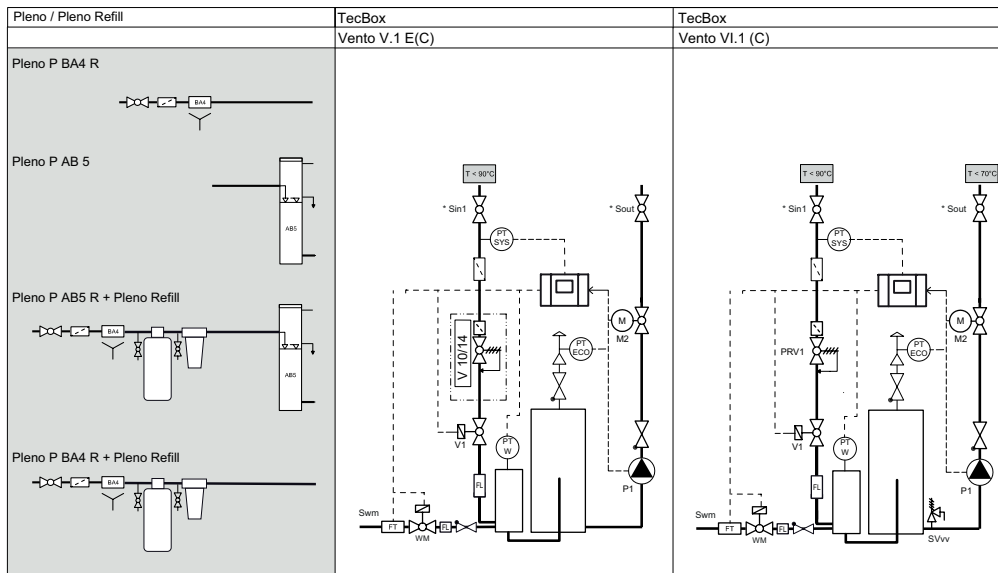 Pleno / Pleno Refill
TecBox
TecBox
Vento V.1 E(C)
Vento VI.1 (C)
Pleno P BA4 R
BA4
Pleno P AB 5
AB5
Pleno P AB5 R + Pleno Refill
BA4
AB5
Pleno P BA4 R + Pleno Refill
BA4
T < 90°C
* Sin1
* Sout
PT
SYS
M
M2
V 10/14
PT
ECO
V1
PT
W
FL
P1
Swm
FT
WM
FL
T < 90°C
T < 70°C
* Sin1
* Sout
PT
SYS
M
M2
PRV1
PT
ECO
V1
PT
W
FL
P1
Swm
FT
WM
FL
SVvv